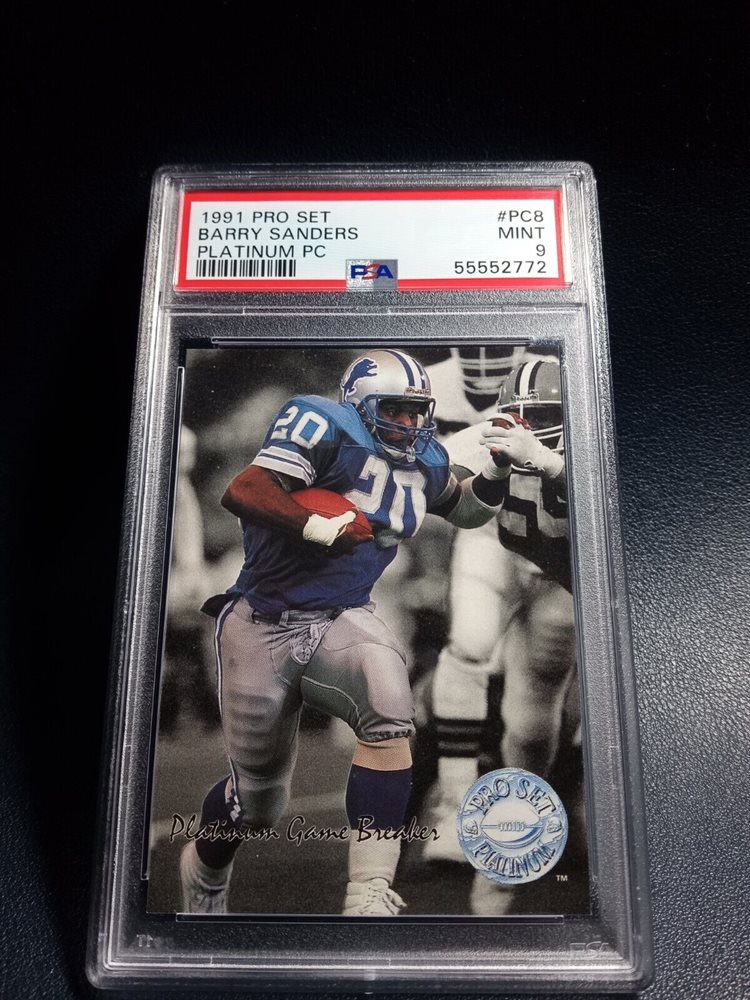 1991 PRO SET #PC8
BARRY SANDERS MINT
PLATINUM PC 9
PSA 55552772
20
20
Platinum Game Breaker
PRO SET
PLATINUM
TM
PSA